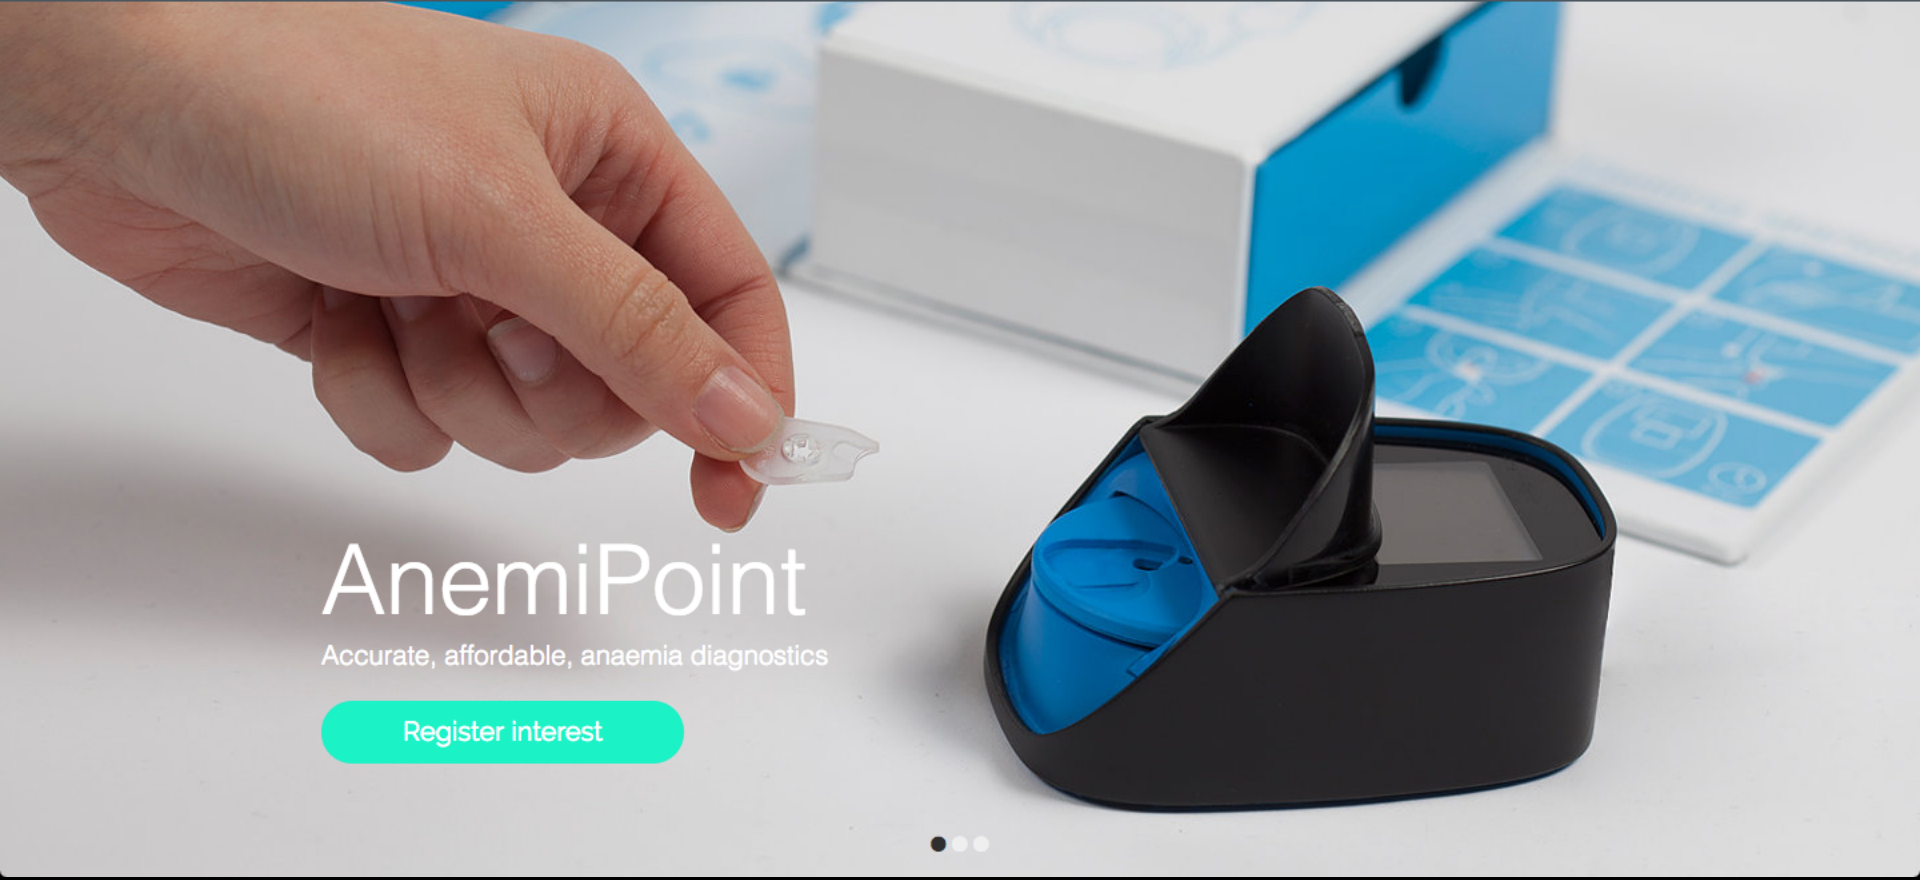 AnemiPoint
Accurate, affordable, anaemia diagnostics
Register interest